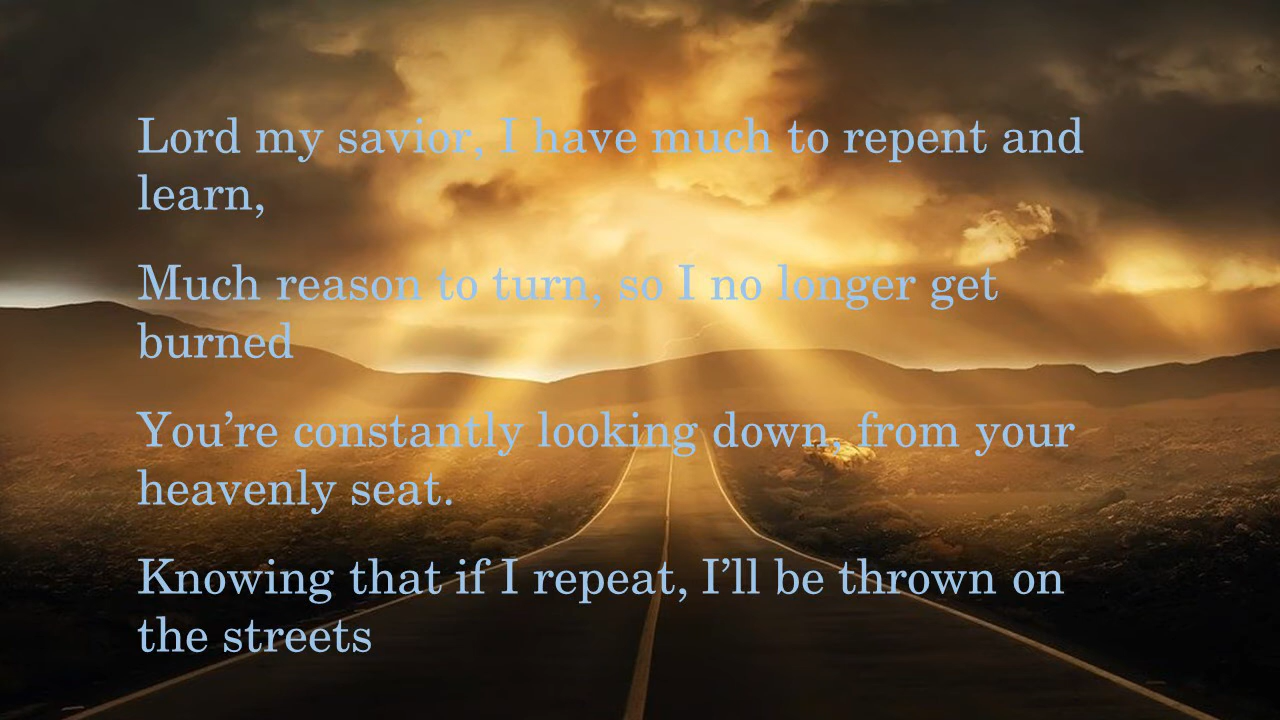 Lord my savior, I have much to repent and
learn,
Much reason to turn, so I no longer get
burned
You’re constantly looking down, from your
heavenly seat.
Knowing that if I repeat, I’ll be thrown on
the streets